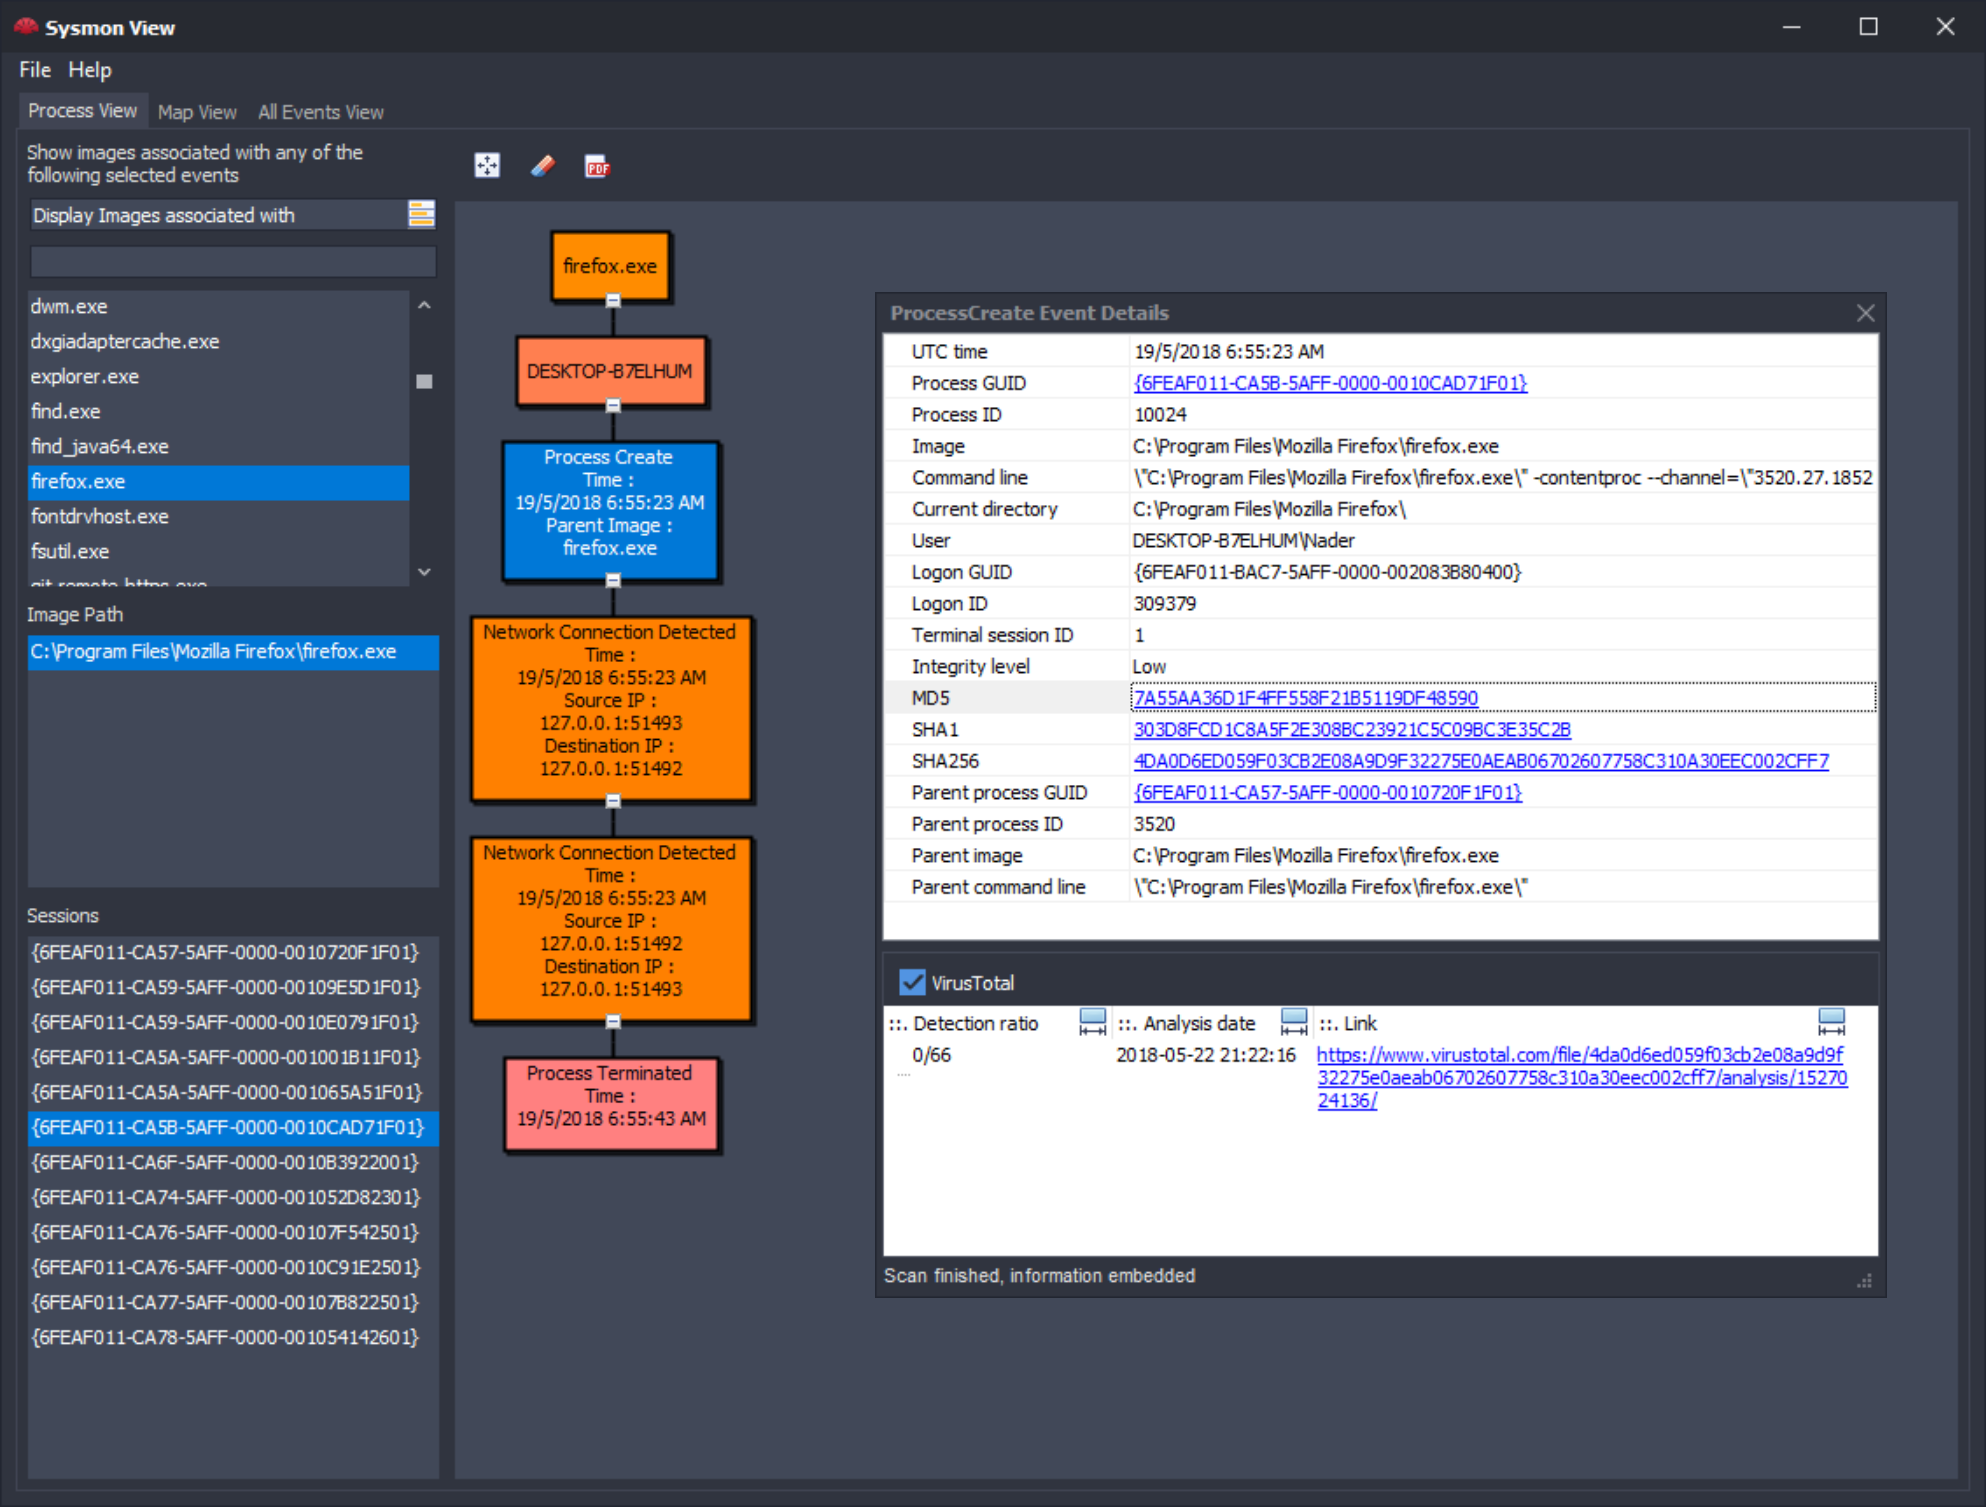 Sysmon View
File Help
Process View Map View All Events View
Show images associated with any of the
following selected events
Display Images associated with
dwm.exe
dxgiadaptercache.exe
explorer.exe
find.exe
find_java64.exe
firefox.exe
fontdrvhost.exe
fsutil.exe
git-remote-https.exe
Image Path
C:\Program Files\Mozilla Firefox\firefox.exe
Sessions
{6FEAF011-CA57-5AFF-0000-0010720F1F01}
{6FEAF011-CA59-5AFF-0000-00109E5D1F01}
{6FEAF011-CA59-5AFF-0000-0010E0791F01}
{6FEAF011-CA5A-5AFF-0000-001001B11F01}
{6FEAF011-CA5A-5AFF-0000-001065A51F01}
{6FEAF011-CA5B-5AFF-0000-0010CAD71F01}
{6FEAF011-CA6F-5AFF-0000-0010B3922001}
{6FEAF011-CA74-5AFF-0000-001052D82301}
{6FEAF011-CA76-5AFF-0000-00107F542501}
{6FEAF011-CA76-5AFF-0000-0010C91E2501}
{6FEAF011-CA77-5AFF-0000-00107B822501}
{6FEAF011-CA78-5AFF-0000-001054142601}
PDF
firefox.exe
DESKTOP-B7ELHUM
Process Create
Time :
19/5/2018 6:55:23 AM
Parent Image :
firefox.exe
Network Connection Detected
Time :
19/5/2018 6:55:23 AM
Source IP :
127.0.0.1:51493
Destination IP :
127.0.0.1:51492
Network Connection Detected
Time :
19/5/2018 6:55:23 AM
Source IP :
127.0.0.1:51492
Destination IP :
127.0.0.1:51493
Process Terminated
Time :
19/5/2018 6:55:43 AM
ProcessCreate Event Details
UTC time 19/5/2018 6:55:23 AM
Process GUID {6FEAF011-CA5B-5AFF-0000-0010CAD71F01}
Process ID 10024
Image C:\Program Files\Mozilla Firefox\firefox.exe
Command line \"C:\Program Files\Mozilla Firefox\firefox.exe\" -contentproc --channel=\"3520.27.1852
Current directory C:\Program Files\Mozilla Firefox\
User DESKTOP-B7ELHUM\Nader
Logon GUID {6FEAF011-BAC7-5AFF-0000-002083B80400}
Logon ID 309379
Terminal session ID 1
Integrity level Low
MD5 7A55AA36D1F4FF558F21B5119DF48590
SHA1 303D8FCD1C8A5F2E308BC23921C5C09BC3E35C2B
SHA256 4DA0D6ED059F03CB2E08A9D9F32275E0AEAB06702607758C310A30EEC002CFF7
Parent process GUID {6FEAF011-CA57-5AFF-0000-0010720F1F01}
Parent process ID 3520
Parent image C:\Program Files\Mozilla Firefox\firefox.exe
Parent command line \"C:\Program Files\Mozilla Firefox\firefox.exe\"
VirusTotal
::. Detection ratio ::. Analysis date ::. Link
0/66 2018-05-22 21:22:16 https://www.virustotal.com/file/4da0d6ed059f03cb2e08a9d9f
32275e0aeab06702607758c310a30eec002cff7/analysis/15270
24136/
Scan finished, information embedded